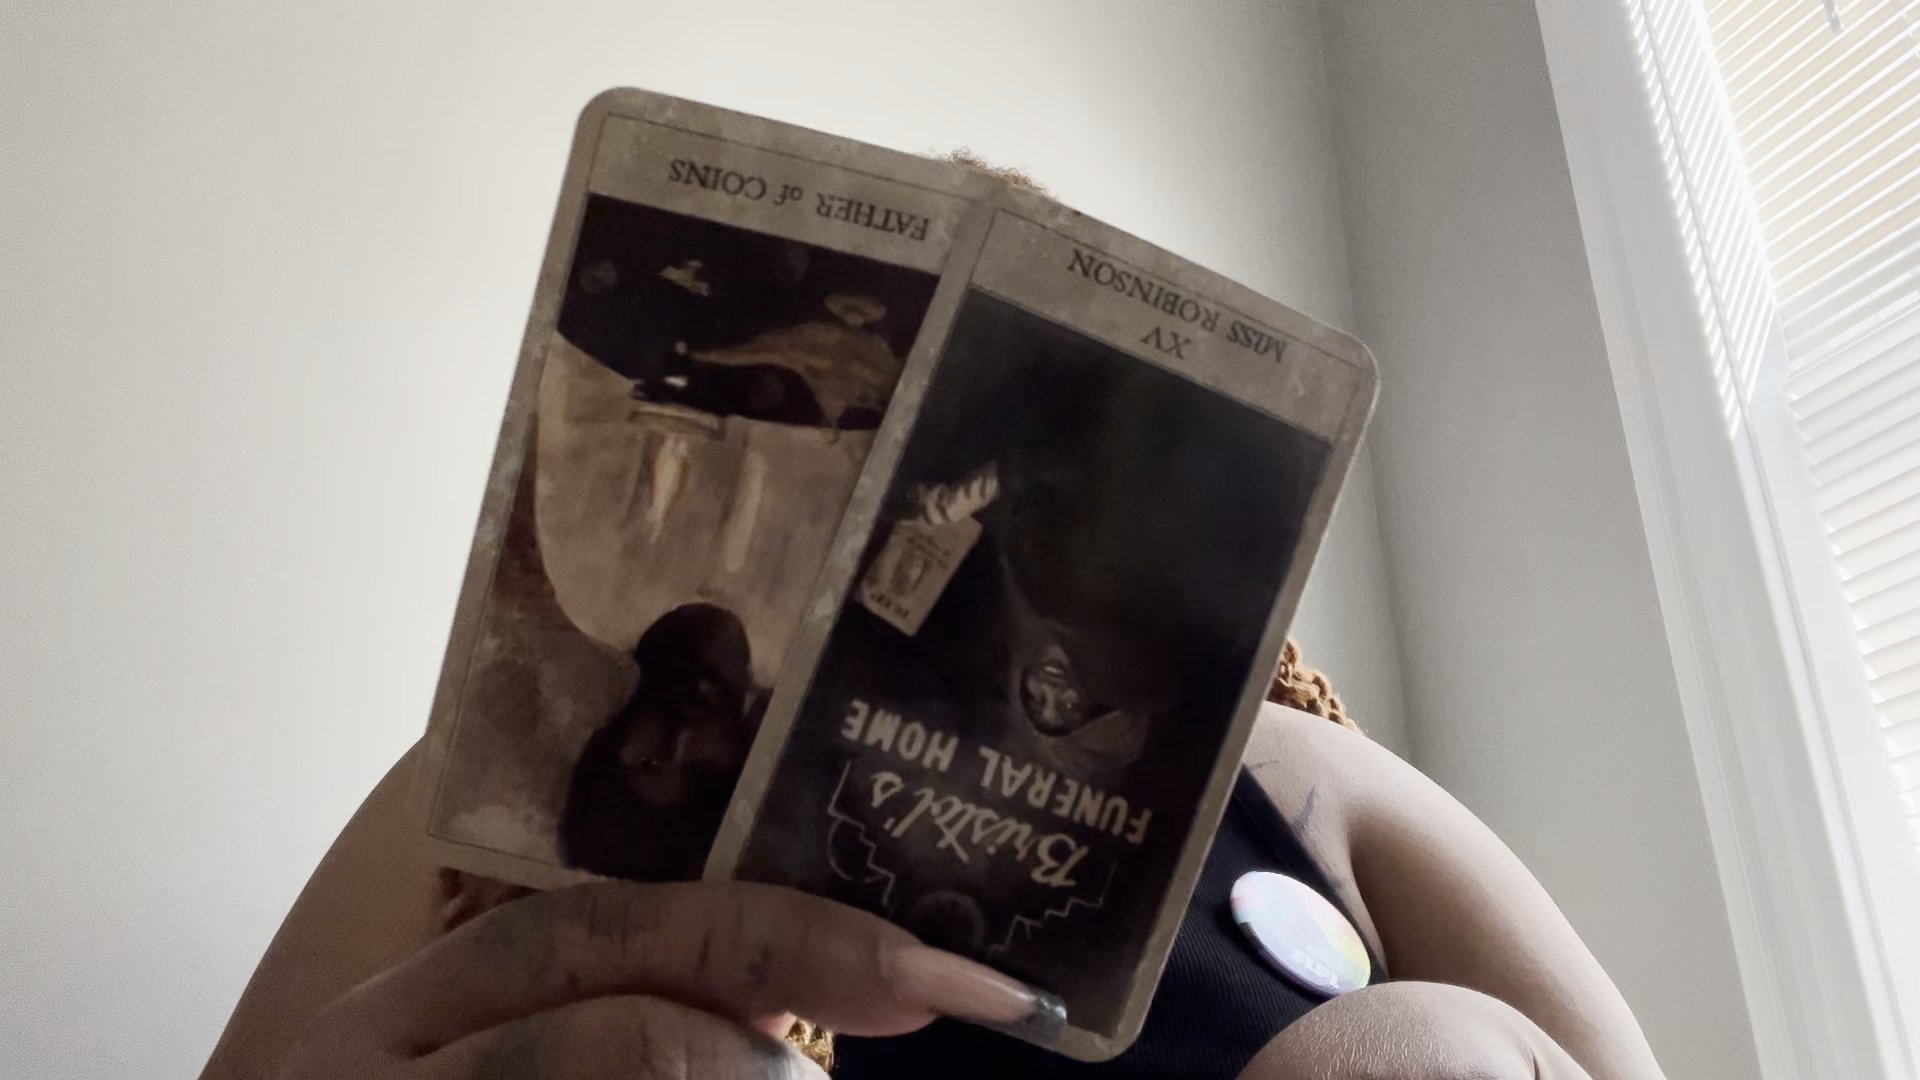 FATHER of COINS
MISS ROBINSON
XV
FUNERAL HOME
Bristol's